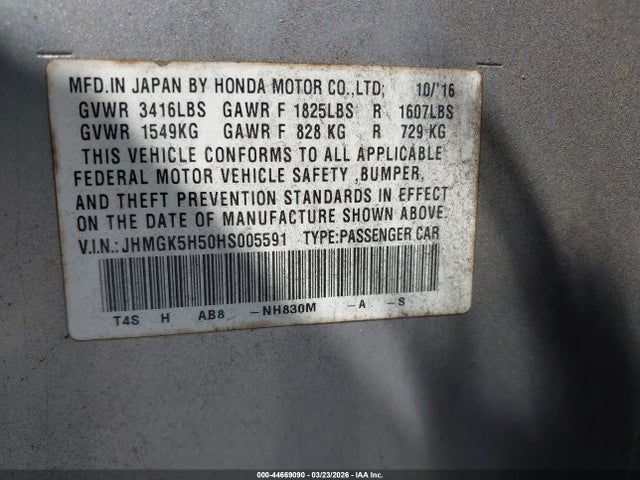 MFD.IN JAPAN BY HONDA MOTOR CO.,LTD; 10/'16
GVWR 3416LBS GAWR F 1825LBS R 1607LBS
GVWR 1549KG GAWR F 828 KG R 729 KG
THIS VEHICLE CONFORMS TO ALL APPLICABLE
FEDERAL MOTOR VEHICLE SAFETY ,BUMPER,
AND THEFT PREVENTION STANDARDS IN EFFECT
ON THE DATE OF MANUFACTURE SHOWN ABOVE.
V.I.N.: JHMGK5H50HS005591 TYPE:PASSENGER CAR
T4S H AB8 -NH830M -A -S
000-44669090 - 03/23/2026 - IAA Inc.